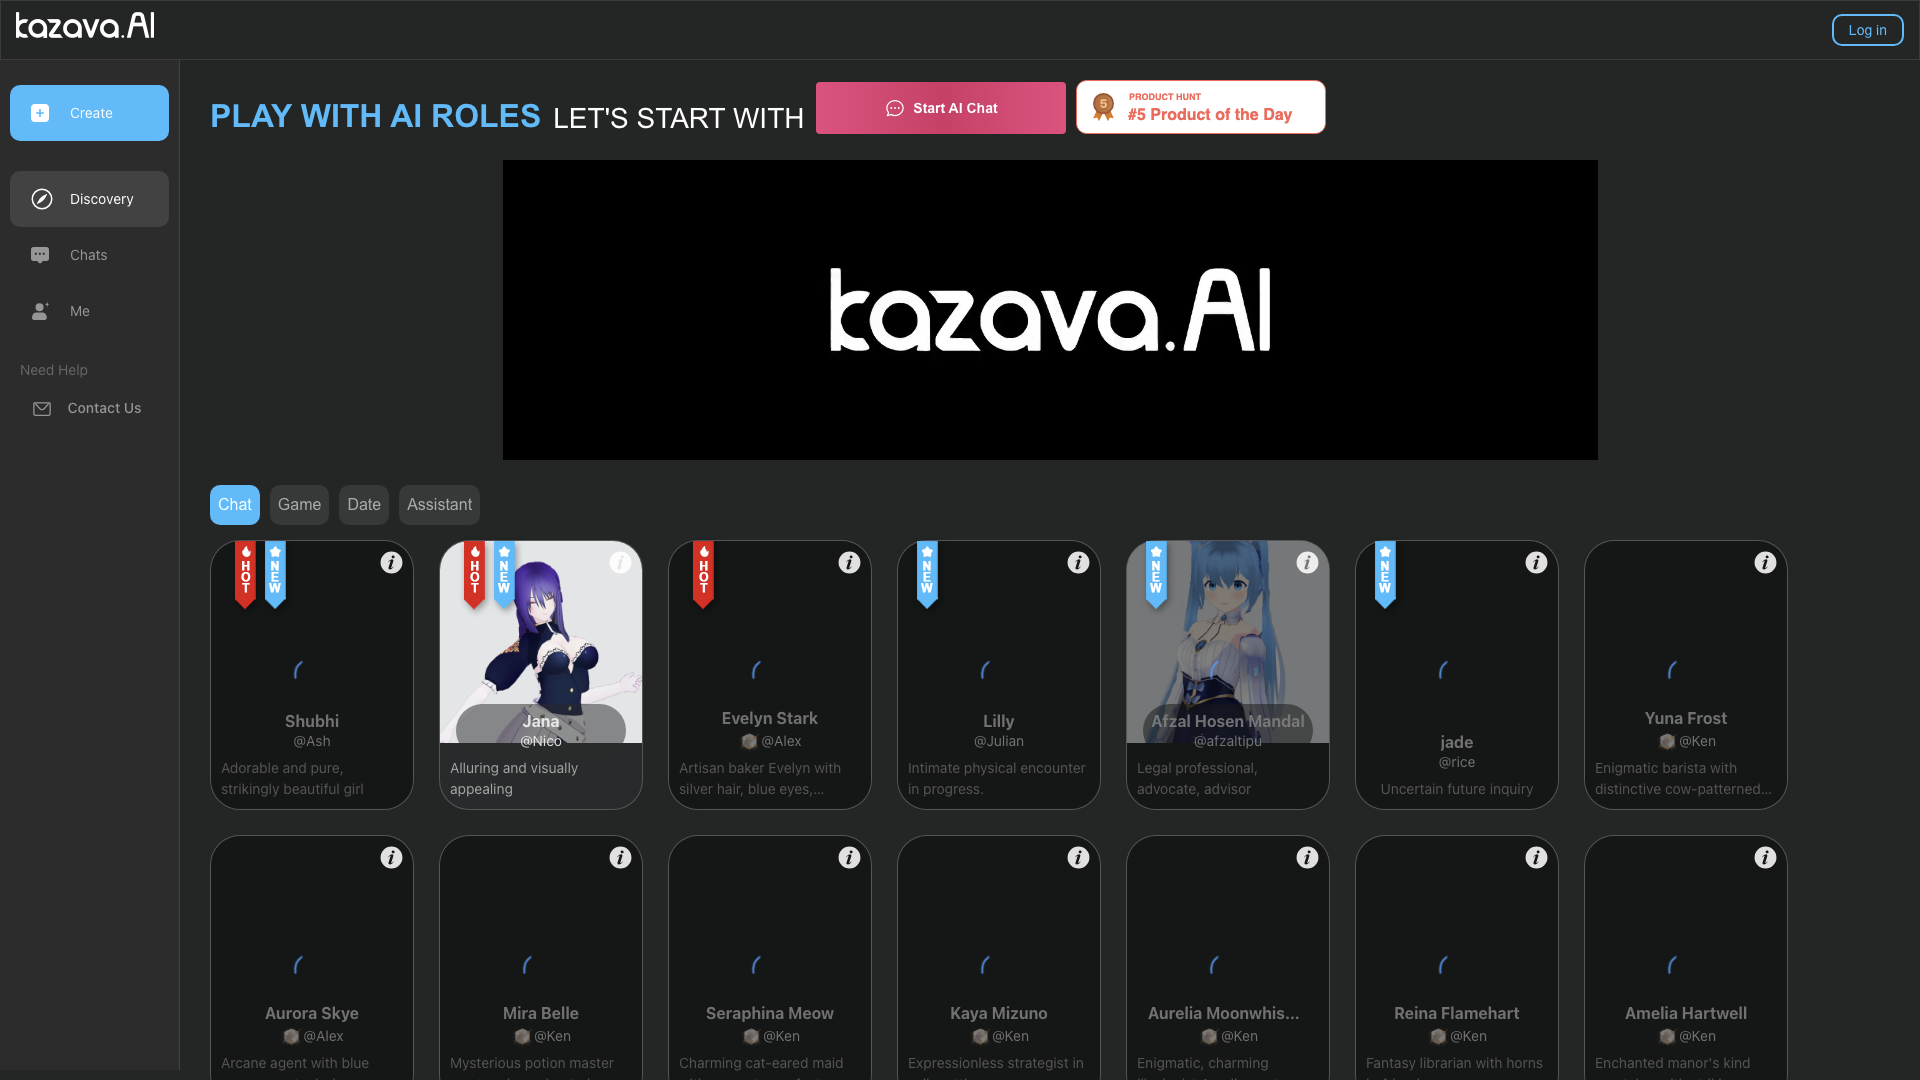 kazava.AI
Log in
Create
Discovery
Chats
Me
Need Help
Contact Us
PLAY WITH AI ROLES LET'S START WITH
Start AI Chat
5
PRODUCT HUNT
#5 Product of the Day
kazava.AI
Chat Game Date Assistant
HOT
NEW
i
Shubhi
@Ash
Adorable and pure,
strikingly beautiful girl
HOT
NEW
i
Jana
@Nico
Alluring and visually
appealing
HOT
i
Evelyn Stark
@Alex
Artisan baker Evelyn with
silver hair, blue eyes,...
NEW
i
Lilly
@Julian
Intimate physical encounter
in progress.
NEW
i
Afzal Hosen Mandal
@afzaltipu
Legal professional,
advocate, advisor
NEW
i
jade
@rice
Uncertain future inquiry
i
Yuna Frost
@Ken
Enigmatic barista with
distinctive cow-patterned...
i
Aurora Skye
@Alex
Arcane agent with blue
i
Mira Belle
@Ken
Mysterious potion master
i
Seraphina Meow
@Ken
Charming cat-eared maid
i
Kaya Mizuno
@Ken
Expressionless strategist in
i
Aurelia Moonwhis...
@Ken
Enigmatic, charming
i
Reina Flamehart
@Ken
Fantasy librarian with horns
i
Amelia Hartwell
@Ken
Enchanted manor's kind